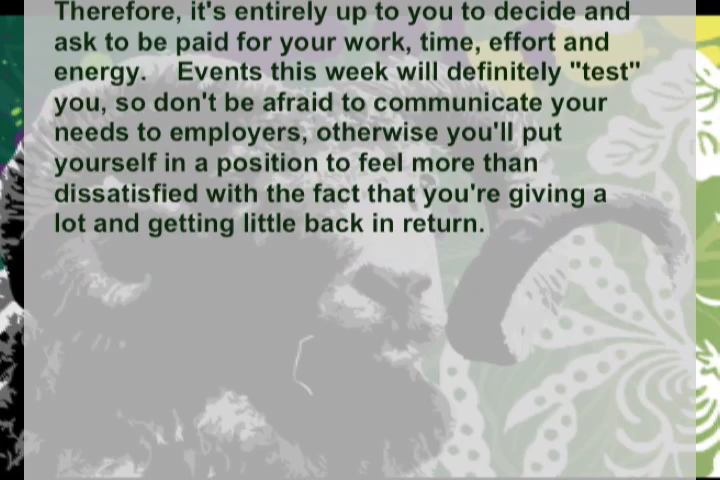 Therefore, it's entirely up to you to decide and
ask to be paid for your work, time, effort and
energy.    Events this week will definitely "test"
you, so don't be afraid to communicate your
needs to employers, otherwise you'll put
yourself in a position to feel more than
dissatisfied with the fact that you're giving a
lot and getting little back in return.